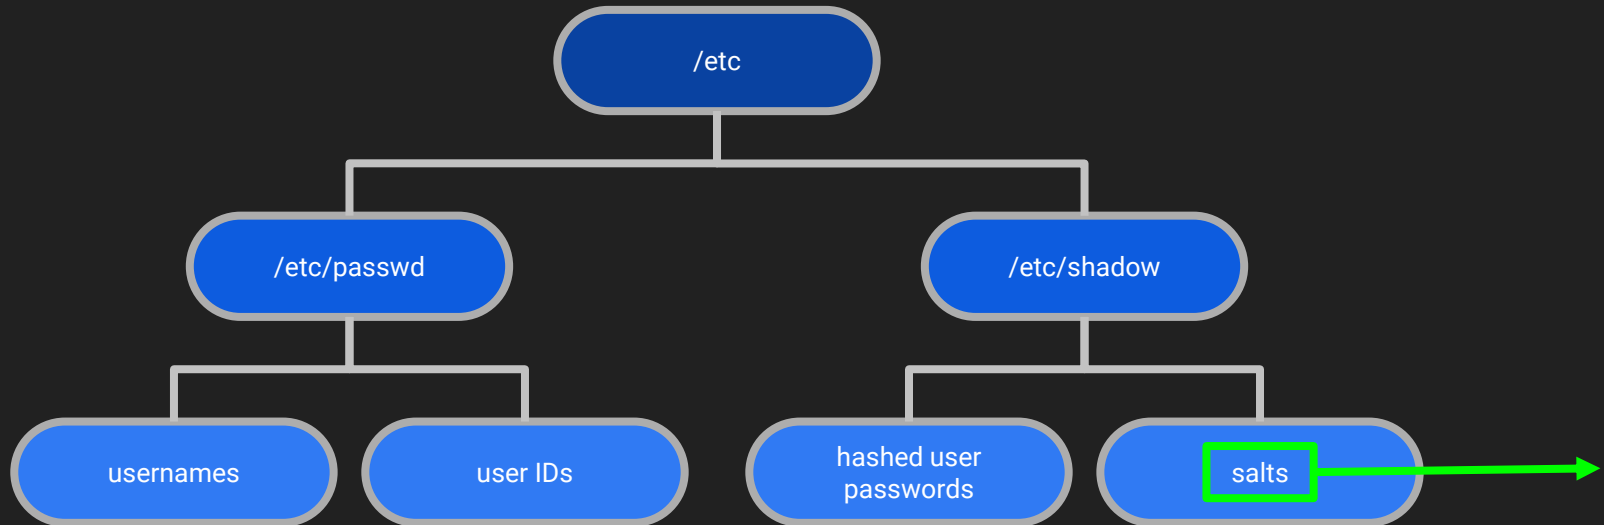 /etc
/etc/passwd
/etc/shadow
usernames
user IDs
hashed user
passwords
salts